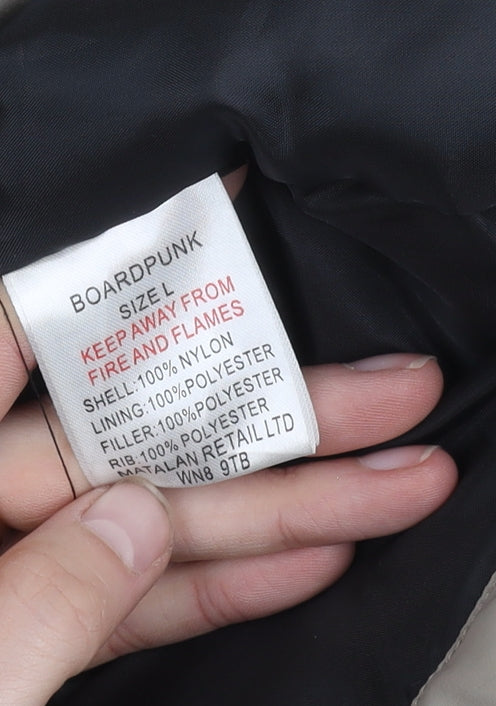 BOARDPUNK
SIZE L
KEEP AWAY FROM
FIRE AND FLAMES
SHELL:100% NYLON
LINING:100%POLYESTER
FILLER:100%POLYESTER
RIB:100% POLYESTER
MATALAN RETAIL LTD
WN8 9TB